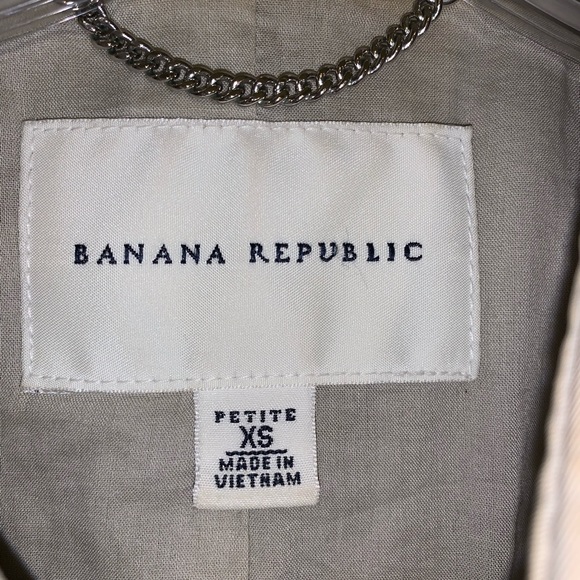 BANANA REPUBLIC
PETITE
XS
MADE IN
VIETNAM